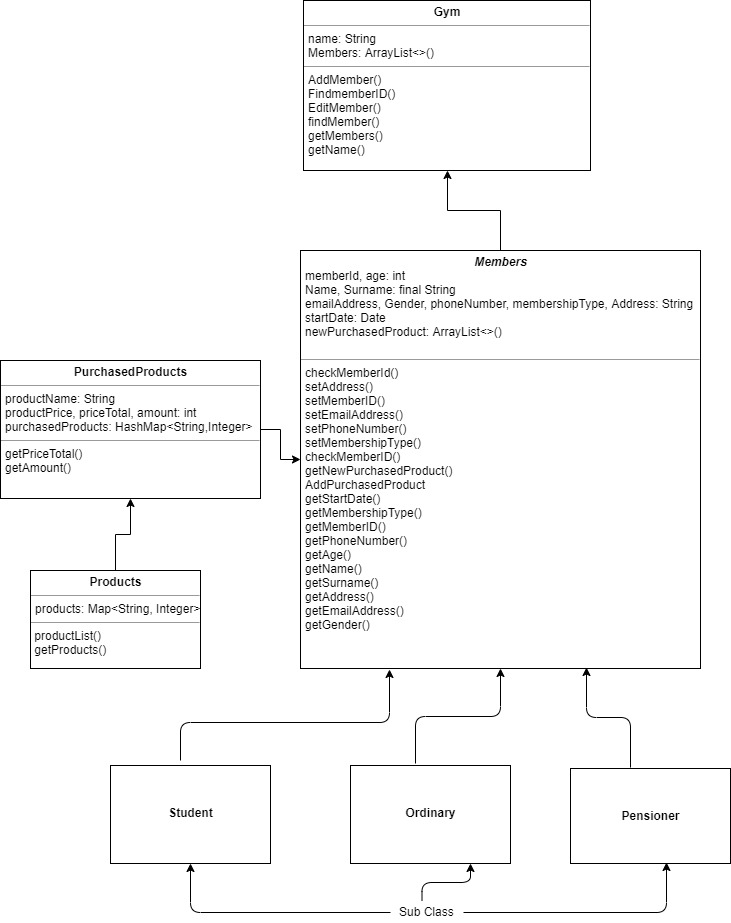 Gym
name: String
Members: ArrayList<>()
AddMember()
FindmemberID()
EditMember()
findMember()
getMembers()
getName()
Members
memberId, age: int
Name, Surname: final String
emailAddress, Gender, phoneNumber, membershipType, Address: String
startDate: Date
newPurchasedProduct: ArrayList<>()
checkMemberId()
setAddress()
setMemberID()
setEmailAddress()
setPhoneNumber()
setMembershipType()
checkMemberID()
getNewPurchasedProduct()
AddPurchasedProduct
getStartDate()
getMembershipType()
getMemberID()
getPhoneNumber()
getAge()
getName()
getSurname()
getAddress()
getEmailAddress()
getGender()
PurchasedProducts
productName: String
productPrice, priceTotal, amount: int
purchasedProducts: HashMap<String,Integer>
getPriceTotal()
getAmount()
Products
products: Map<String, Integer>
productList()
getProducts()
Student
Ordinary
Pensioner
Sub Class